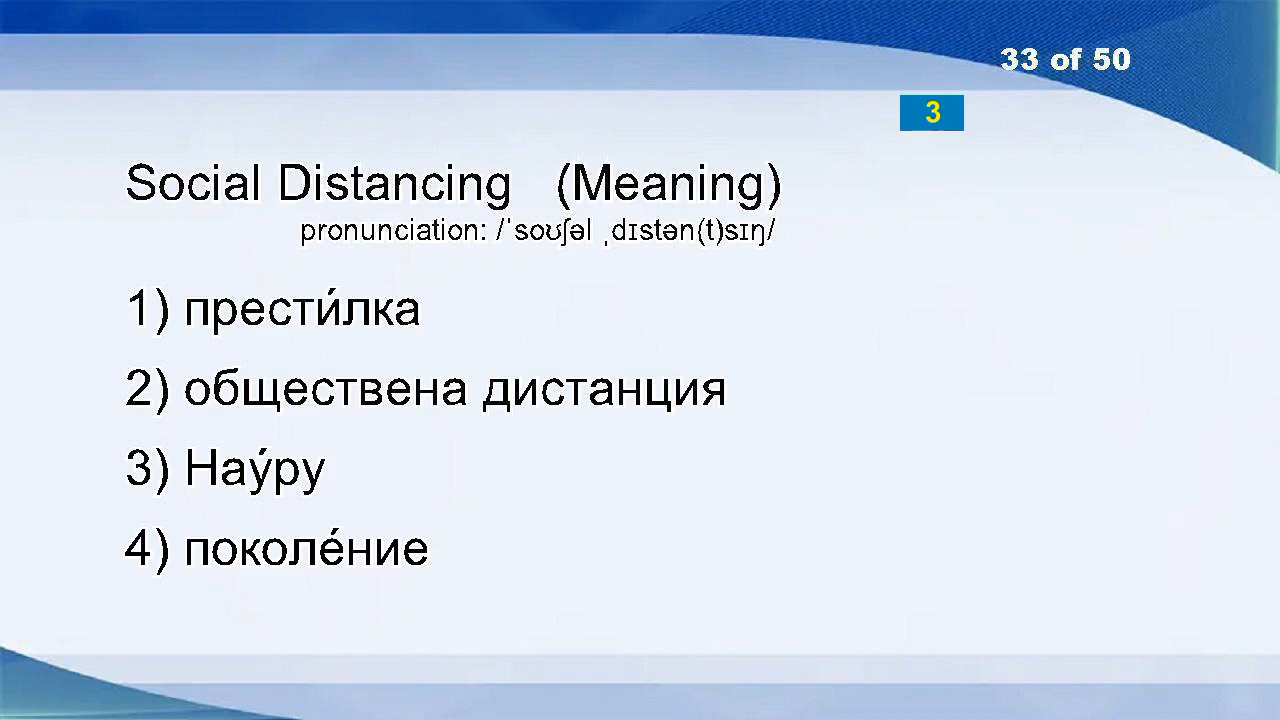 33 of 50
3
Social Distancing (Meaning)
pronunciation: /ˈsoʊʃəl ˌdɪstən(t)sɪŋ/
1) прести́лка
2) обществена дистанция
3) Нау́ру
4) поколе́ние